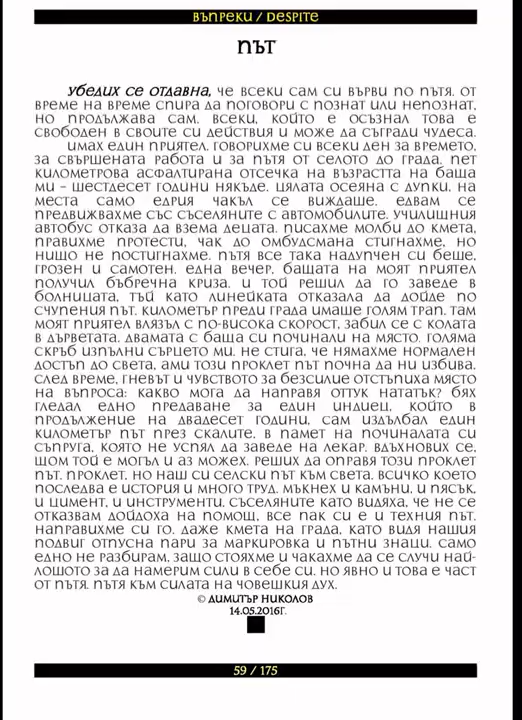 ВЪПРЕКИ / DESPITE
ПЪТ
УБЕДИХ СЕ ОТДАВНА, ЧЕ ВСЕКИ САМ СИ ВЪРВИ ПО ПЪТЯ. ОТ
ВРЕМЕ НА ВРЕМЕ СПИРА ДА ПОГОВОРИ С ПОЗНАТ ИЛИ НЕПОЗНАТ,
НО ПРОДЪЛЖАВА САМ. ВСЕКИ, КОЙТО Е ОСЪЗНАЛ ТОВА Е
СВОБОДЕН В СВОИТЕ СИ ДЕЙСТВИЯ И МОЖЕ ДА СЪГРАДИ ЧУДЕСА.
ИМАХ ЕДИН ПРИЯТЕЛ. ГОВОРИХМЕ СИ ВСЕКИ ДЕН ЗА ВРЕМЕТО,
ЗА СВЪРШЕНАТА РАБОТА И ЗА ПЪТЯ ОТ СЕЛОТО ДО ГРАДА. ПЕТ
КИЛОМЕТРОВА АСФАЛТИРАНА ОТСЕЧКА НА ВЪЗРАСТТА НА БАЩА
МИ – ШЕСТДЕСЕТ ГОДИНИ НЯКЪДЕ. ЦЯЛАТА ОСЕЯНА С ДУПКИ. НА
МЕСТА САМО ЕДРИЯ ЧАКЪЛ СЕ ВИЖДАШЕ. ЕДВАМ СЕ
ПРЕДВИЖВАХМЕ СЪС СЪСЕЛЯНИТЕ С АВТОМОБИЛИТЕ. УЧИЛИЩНИЯ
АВТОБУС ОТКАЗА ДА ВЗЕМА ДЕЦАТА. ПИСАХМЕ МОЛБИ ДО КМЕТА,
ПРАВИХМЕ ПРОТЕСТИ, ЧАК ДО ОМБУДСМАНА СТИГНАХМЕ, НО
НИЩО НЕ ПОСТИГНАХМЕ. ПЪТЯ ВСЕ ТАКА НАДУПЧЕН СИ БЕШЕ,
ГРОЗЕН И САМОТЕН. ЕДНА ВЕЧЕР, БАЩАТА НА МОЯТ ПРИЯТЕЛ
ПОЛУЧИЛ БЪБРЕЧНА КРИЗА. И ТОЙ РЕШИЛ ДА ГО ЗАВЕДЕ В
БОЛНИЦАТА, ТЪЙ КАТО ЛИНЕЙКАТА ОТКАЗАЛА ДА ДОЙДЕ ПО
СЧУПЕНИЯ ПЪТ. КИЛОМЕТЪР ПРЕДИ ГРАДА ИМАШЕ ГОЛЯМ ТРАП. ТАМ
МОЯТ ПРИЯТЕЛ ВЛЯЗЪЛ С ПО-ВИСОКА СКОРОСТ, ЗАБИЛ СЕ С КОЛАТА
В ДЪРВЕТАТА. ДВАМАТА С БАЩА СИ ПОЧИНАЛИ НА МЯСТО. ГОЛЯМА
СКРЪБ ИЗПЪЛНИ СЪРЦЕТО МИ. НЕ СТИГА, ЧЕ НЯМАХМЕ НОРМАЛЕН
ДОСТЪП ДО СВЕТА, АМИ ТОЗИ ПРОКЛЕТ ПЪТ ПОЧНА ДА НИ ИЗБИВА.
СЛЕД ВРЕМЕ, ГНЕВЪТ И ЧУВСТВОТО ЗА БЕЗСИЛИЕ ОТСТЪПИХА МЯСТО
НА ВЪПРОСА: КАКВО МОГА ДА НАПРАВЯ ОТТУК НАТАТЪК? БЯХ
ГЛЕДАЛ ЕДНО ПРЕДАВАНЕ ЗА ЕДИН ИНДИЕЦ, КОЙТО В
ПРОДЪЛЖЕНИЕ НА ДВАДЕСЕТ ГОДИНИ, САМ ИЗДЪЛБАЛ ЕДИН
КИЛОМЕТЪР ПЪТ ПРЕЗ СКАЛИТЕ, В ПАМЕТ НА ПОЧИНАЛАТА СИ
СЪПРУГА, КОЯТО НЕ УСПЯЛ ДА ЗАВЕДЕ НА ЛЕКАР. ВДЪХНОВИХ СЕ,
ЩОМ ТОЙ Е МОГЪЛ И АЗ МОЖЕХ. РЕШИХ ДА ОПРАВЯ ТОЗИ ПРОКЛЕТ
ПЪТ. ПРОКЛЕТ, НО НАШ СИ СЕЛСКИ ПЪТ КЪМ СВЕТА. ВСИЧКО КОЕТО
ПОСЛЕДВА Е ИСТОРИЯ И МНОГО ТРУД. МЪКНЕХ И КАМЪНИ, И ПЯСЪК,
И ЦИМЕНТ, И ИНСТРУМЕНТИ. СЪСЕЛЯНИТЕ КАТО ВИДЯХА, ЧЕ НЕ СЕ
ОТКАЗВАМ ДОЙДОХА НА ПОМОЩ, ВСЕ ПАК СИ Е И ТЕХНИЯ ПЪТ.
НАПРАВИХМЕ СИ ГО. ДАЖЕ КМЕТА НА ГРАДА, КАТО ВИДЯ НАШИЯ
ПОДВИГ ОТПУСНА ПАРИ ЗА МАРКИРОВКА И ПЪТНИ ЗНАЦИ. САМО
ЕДНО НЕ РАЗБИРАМ, ЗАЩО СТОЯХМЕ И ЧАКАХМЕ ДА СЕ СЛУЧИ НАЙ-
ЛОШОТО ЗА ДА НАМЕРИМ СИЛИ В СЕБЕ СИ. НО ЯВНО И ТОВА Е ЧАСТ
ОТ ПЪТЯ. ПЪТЯ КЪМ СИЛАТА НА ЧОВЕШКИЯ ДУХ.
© ДИМИТЪР НИКОЛОВ
14.05.2016Г.
59 / 175